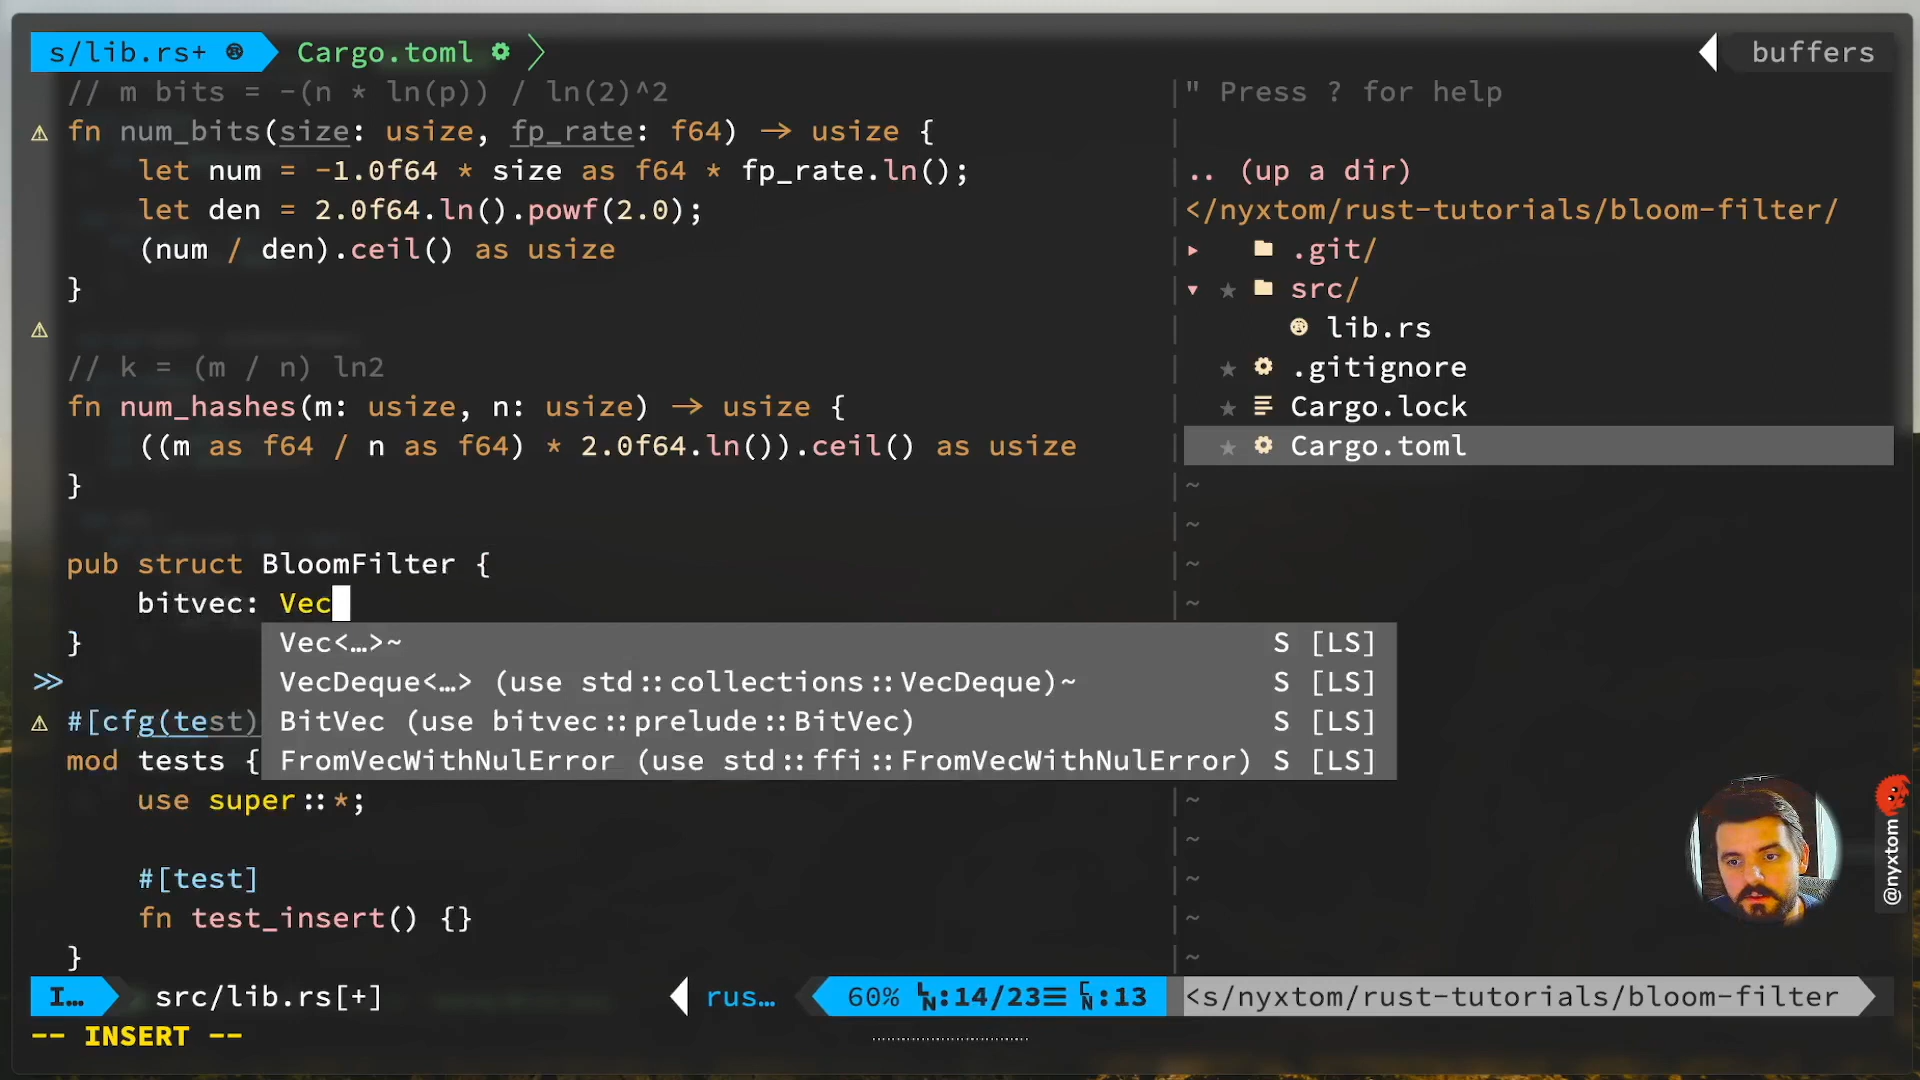 s/lib.rs+ Cargo.toml
buffers
// m bits = -(n * ln(p)) / ln(2)^2
fn num_bits(size: usize, fp_rate: f64) -> usize {
let num = -1.0f64 * size as f64 * fp_rate.ln();
let den = 2.0f64.ln().powf(2.0);
(num / den).ceil() as usize
}
// k = (m / n) ln2
fn num_hashes(m: usize, n: usize) -> usize {
((m as f64 / n as f64) * 2.0f64.ln()).ceil() as usize
}
pub struct BloomFilter {
bitvec: Vec
}
Vec<…>~ S [LS]
VecDeque<…> (use std::collections::VecDeque)~ S [LS]
BitVec (use bitvec::prelude::BitVec) S [LS]
FromVecWithNulError (use std::ffi::FromVecWithNulError) S [LS]
>>
#[cfg(test)
mod tests {
use super::*;
#[test]
fn test_insert() {}
}
" Press ? for help
.. (up a dir)
</nyxtom/rust-tutorials/bloom-filter/
▸ .git/
▾ src/
lib.rs
.gitignore
Cargo.lock
Cargo.toml
~
~
~
~
~
~
~
~
~
@nyxtom
I… src/lib.rs[+] rus… 60% LN:14/23☰ CN:13
<s/nyxtom/rust-tutorials/bloom-filter
-- INSERT --